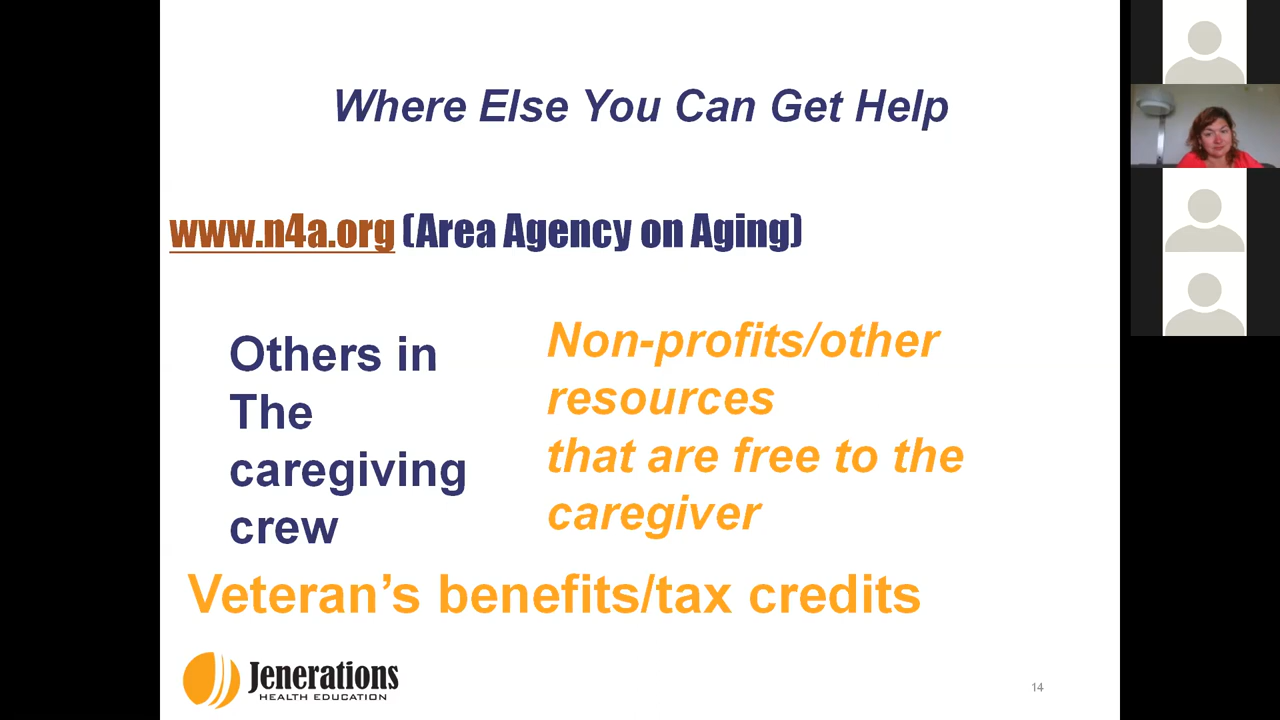 Where Else You Can Get Help
www.n4a.org (Area Agency on Aging)
Others in
The
caregiving
crew
Non-profits/other
resources
that are free to the
caregiver
Veteran’s benefits/tax credits
Jenerations
HEALTH EDUCATION
14